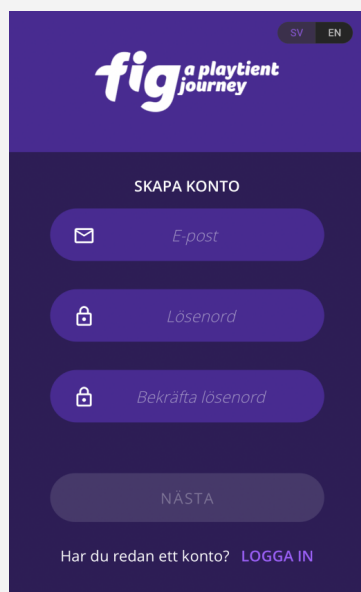 SV EN
fig a playtient
journey
SKAPA KONTO
E-post
Lösenord
Bekräfta lösenord
NÄSTA
Har du redan ett konto? LOGGA IN